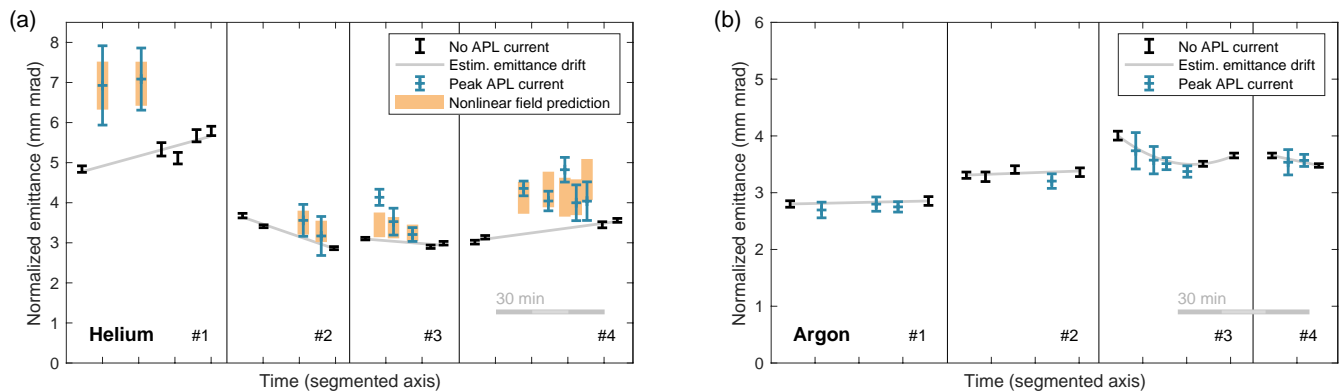 (a)
Normalized emittance (mm mrad)
8
7
6
5
4
3
2
1
0
No APL current
Estim. emittance drift
Peak APL current
Nonlinear field prediction
30 min
Helium
#1
#2
#3
#4
Time (segmented axis)
(b)
Normalized emittance (mm mrad)
6
5
4
3
2
1
0
No APL current
Estim. emittance drift
Peak APL current
30 min
Argon
#1
#2
#3
#4
Time (segmented axis)